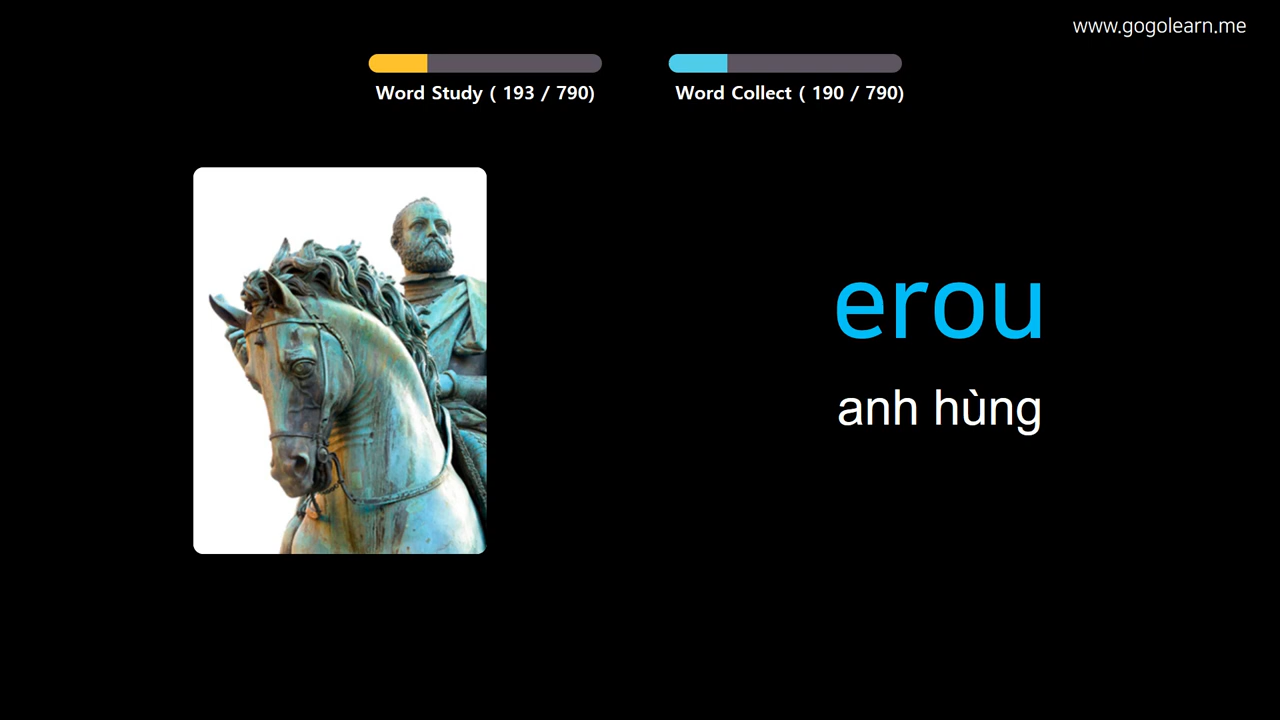 www.gogolearn.me
Word Study ( 193 / 790)
Word Collect ( 190 / 790)
erou
anh hùng